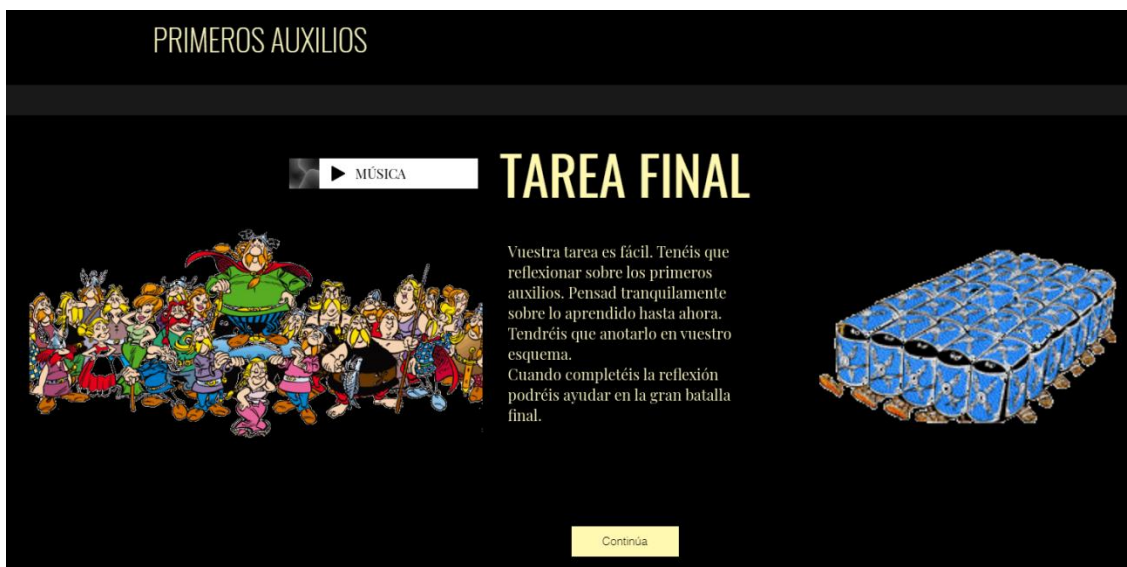 PRIMEROS AUXILIOS
MÚSICA
TAREA FINAL
Vuestra tarea es fácil. Tenéis que
reflexionar sobre los primeros
auxilios. Pensad tranquilamente
sobre lo aprendido hasta ahora.
Tendréis que anotarlo en vuestro
esquema.
Cuando completéis la reflexión
podréis ayudar en la gran batalla
final.
Continúa